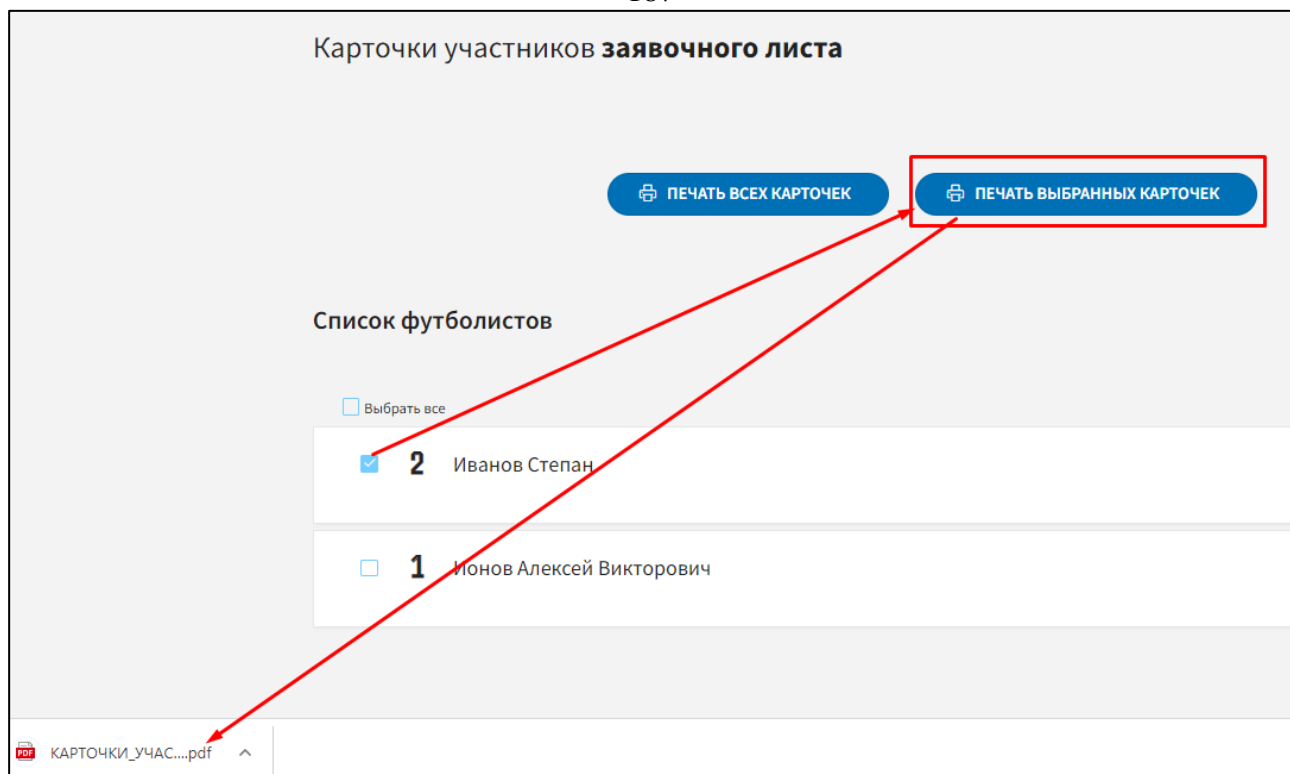 Карточки участников заявочного листа
ПЕЧАТЬ ВСЕХ КАРТОЧЕК
ПЕЧАТЬ ВЫБРАННЫХ КАРТОЧЕК
Список футболистов
Выбрать все
2 Иванов Степан
1 Ионов Алексей Викторович
PDF КАРТОЧКИ_УЧАС....pdf